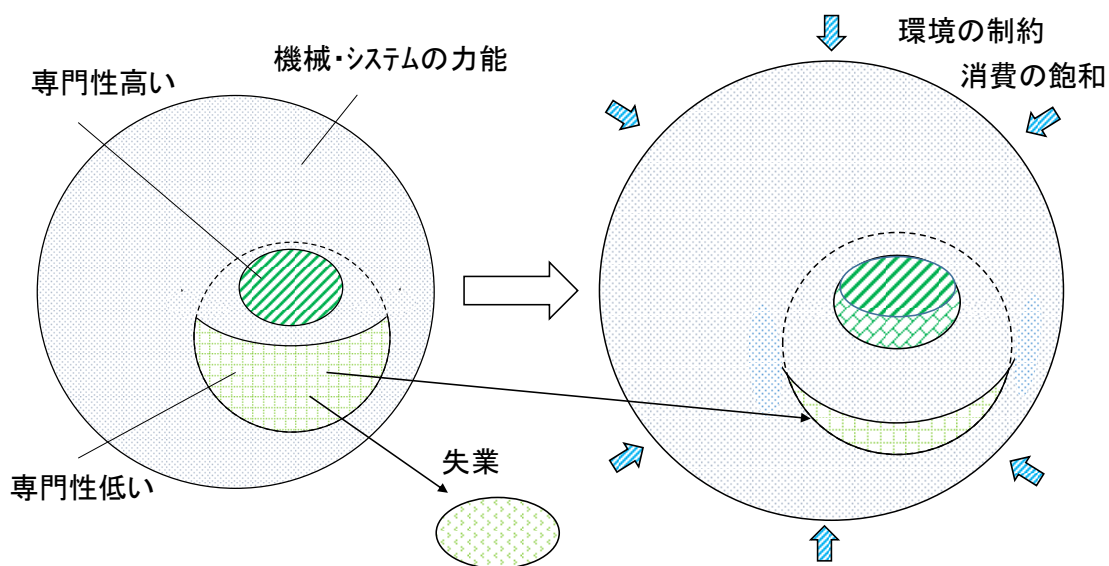 専門性高い
機械・システムの力能
環境の制約
消費の飽和
専門性低い
失業